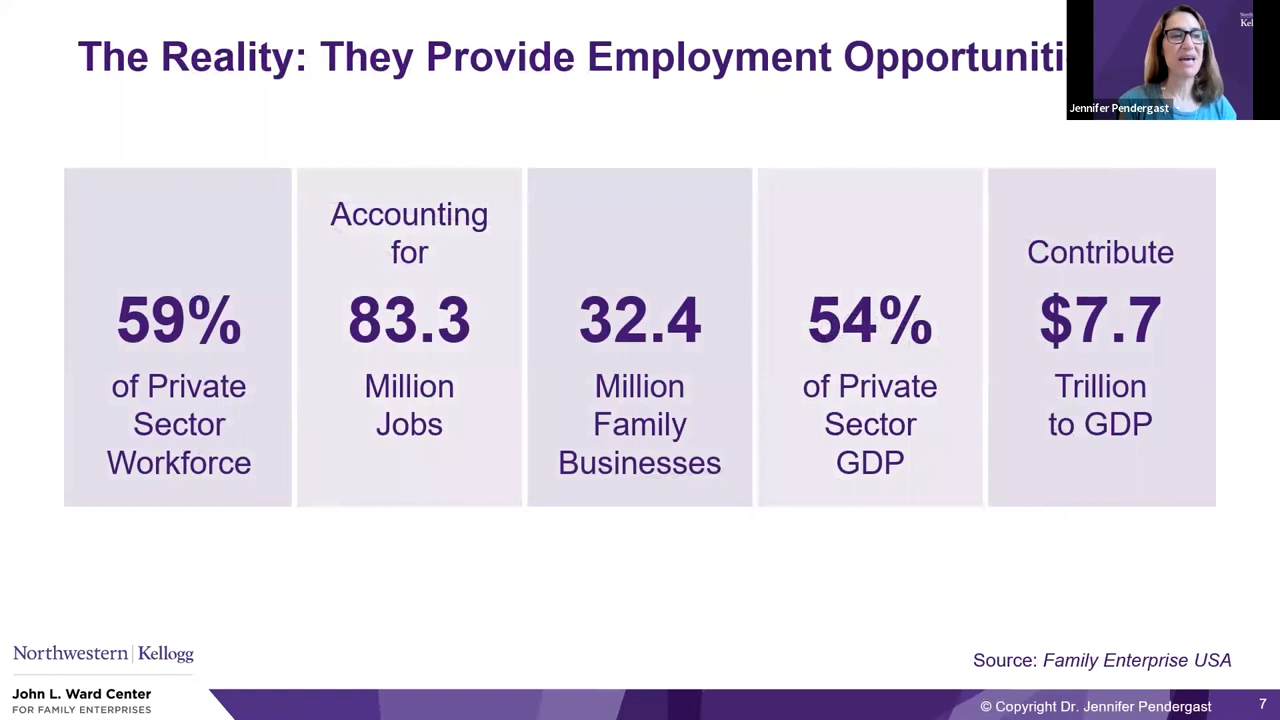 The Reality: They Provide Employment Opportuniti
Jennifer Pendergast
59%
of Private
Sector
Workforce
Accounting
for
83.3
Million
Jobs
32.4
Million
Family
Businesses
54%
of Private
Sector
GDP
Contribute
$7.7
Trillion
to GDP
Northwestern | Kellogg
John L. Ward Center
FOR FAMILY ENTERPRISES
Source: Family Enterprise USA
© Copyright Dr. Jennifer Pendergast
7